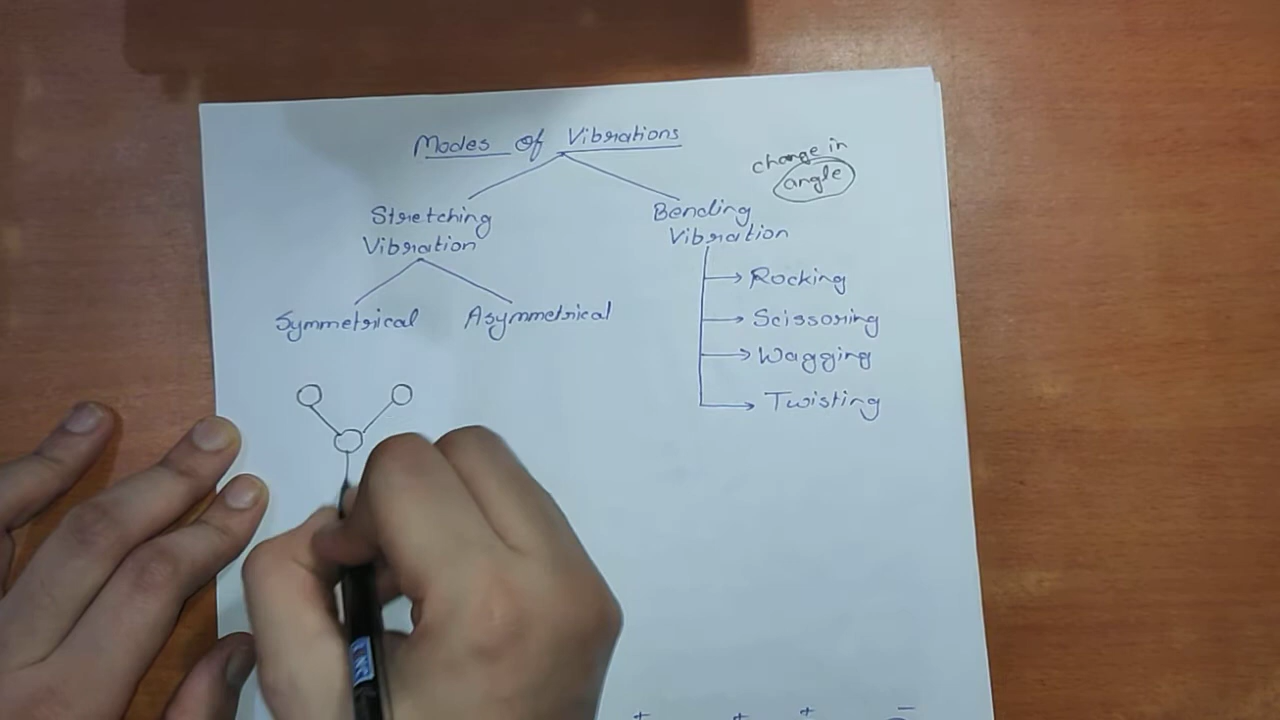 Modes of Vibrations
change in
angle
Stretching
Vibration
Bending
Vibration
Symmetrical
Asymmetrical
Rocking
Scissoring
Wagging
Twisting
+ + + −